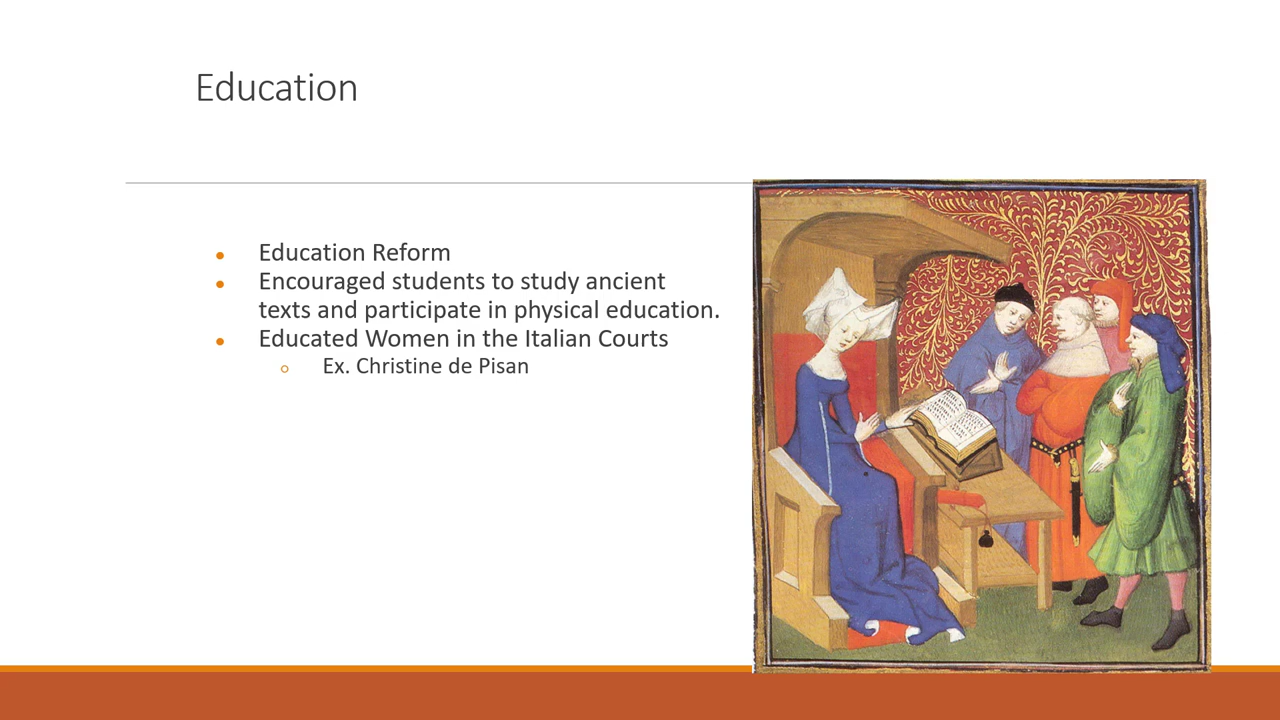 Education
Education Reform
Encouraged students to study ancient
texts and participate in physical education.
Educated Women in the Italian Courts
Ex. Christine de Pisan